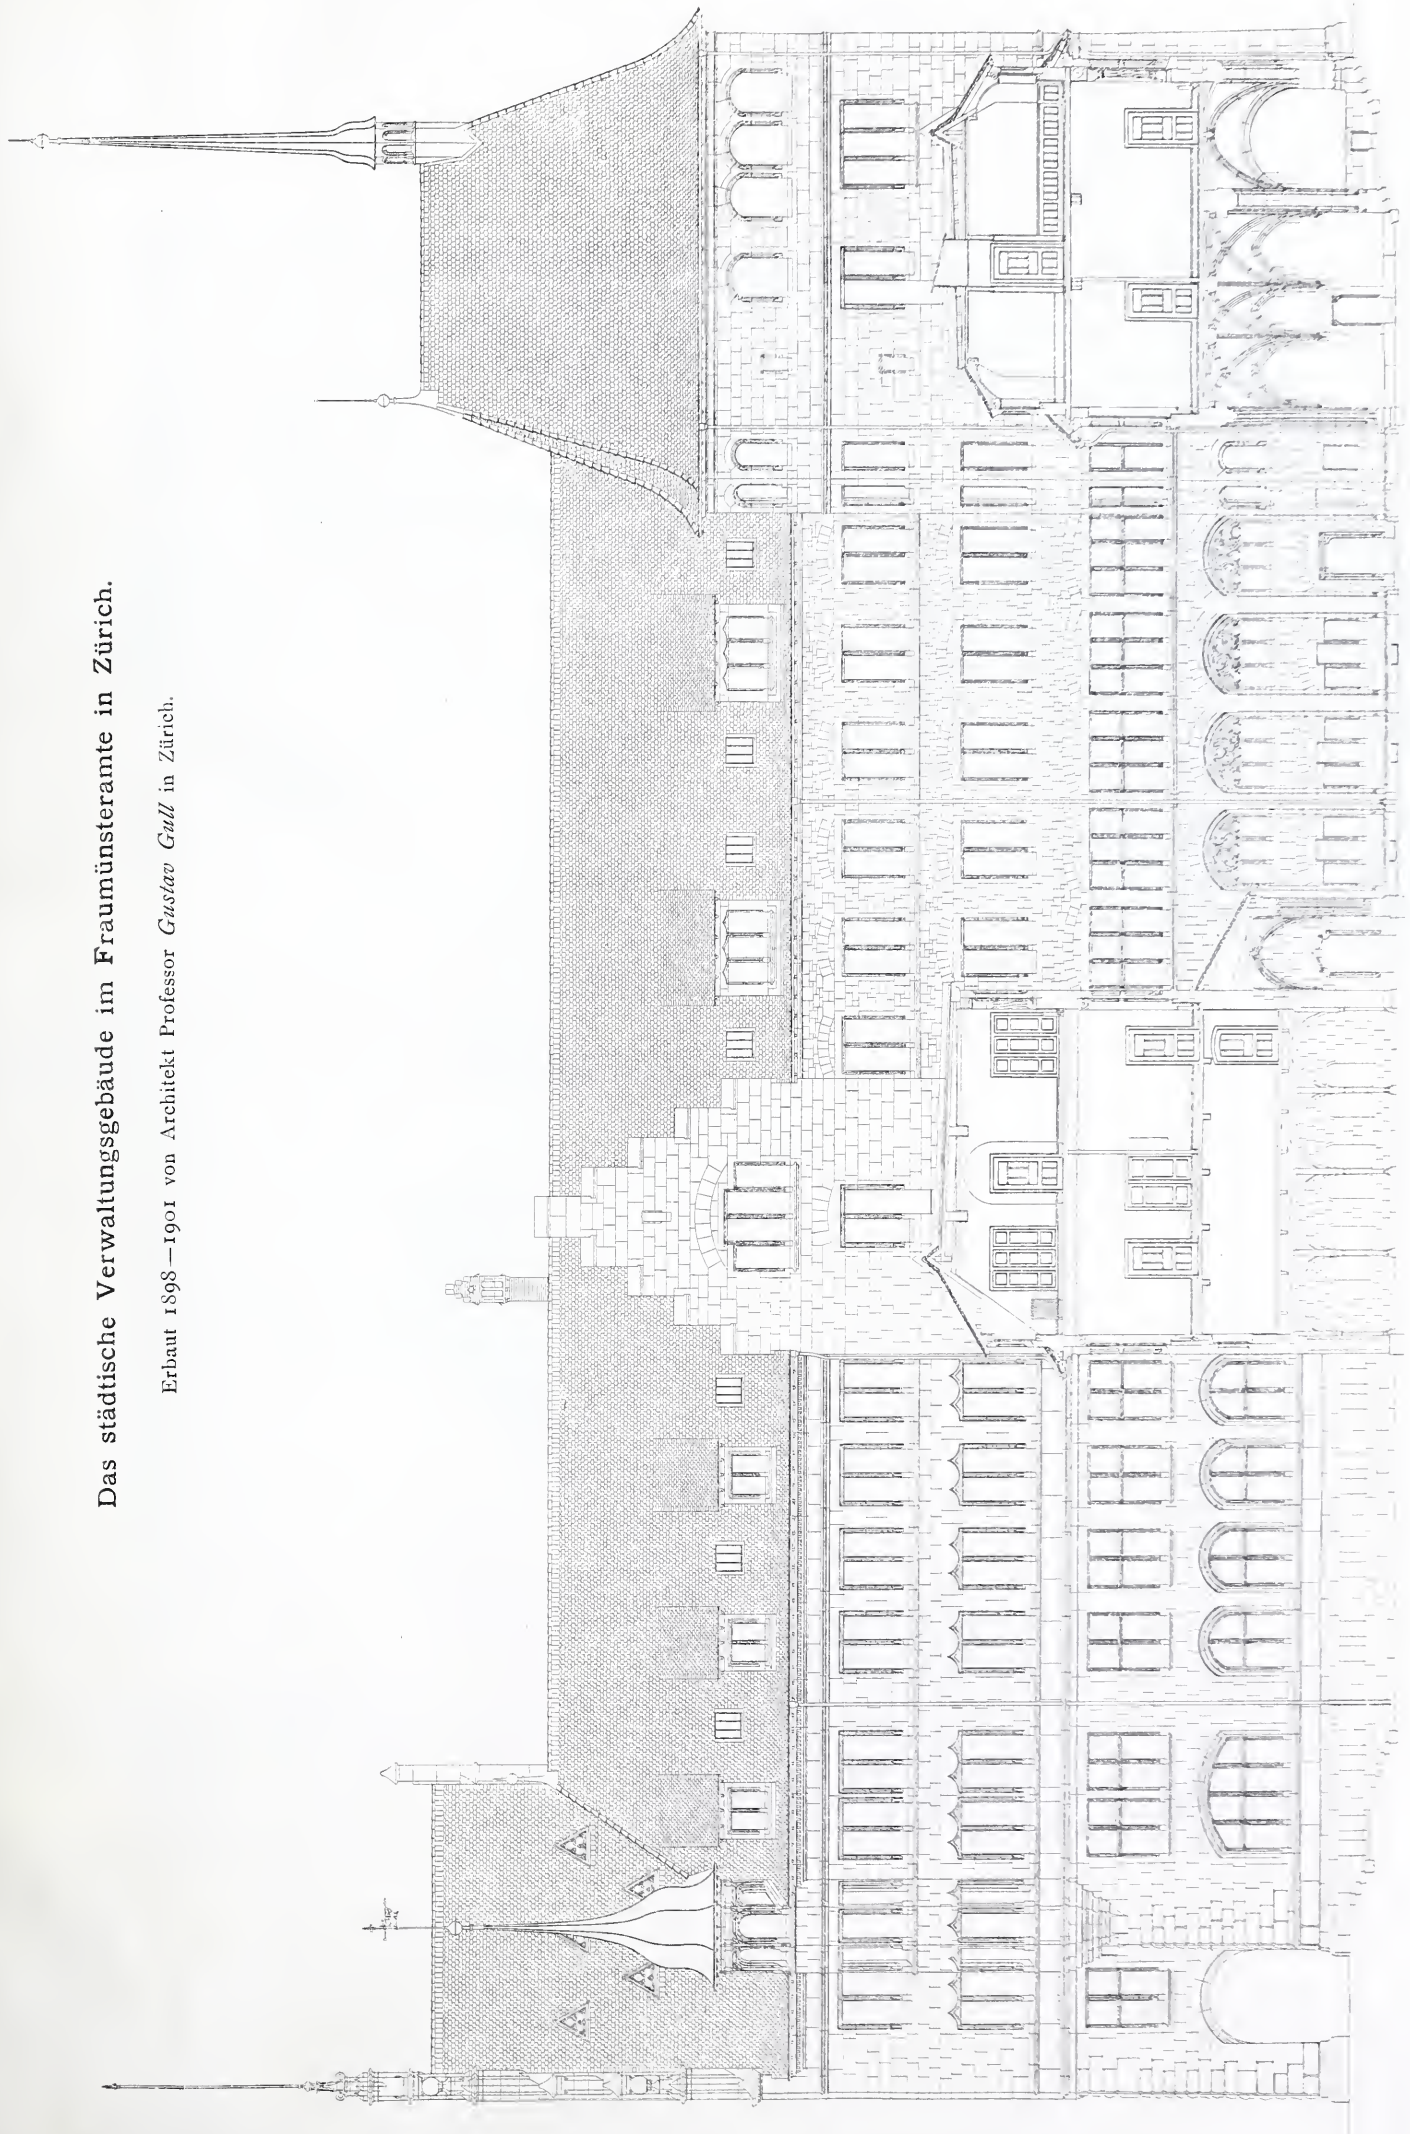 Das städtische Verwaltungsgebäude im Fraumünsteramte in Zürich.
Erbaut 1898—1901 von Architekt Professor Gustav Gull in Zürich.